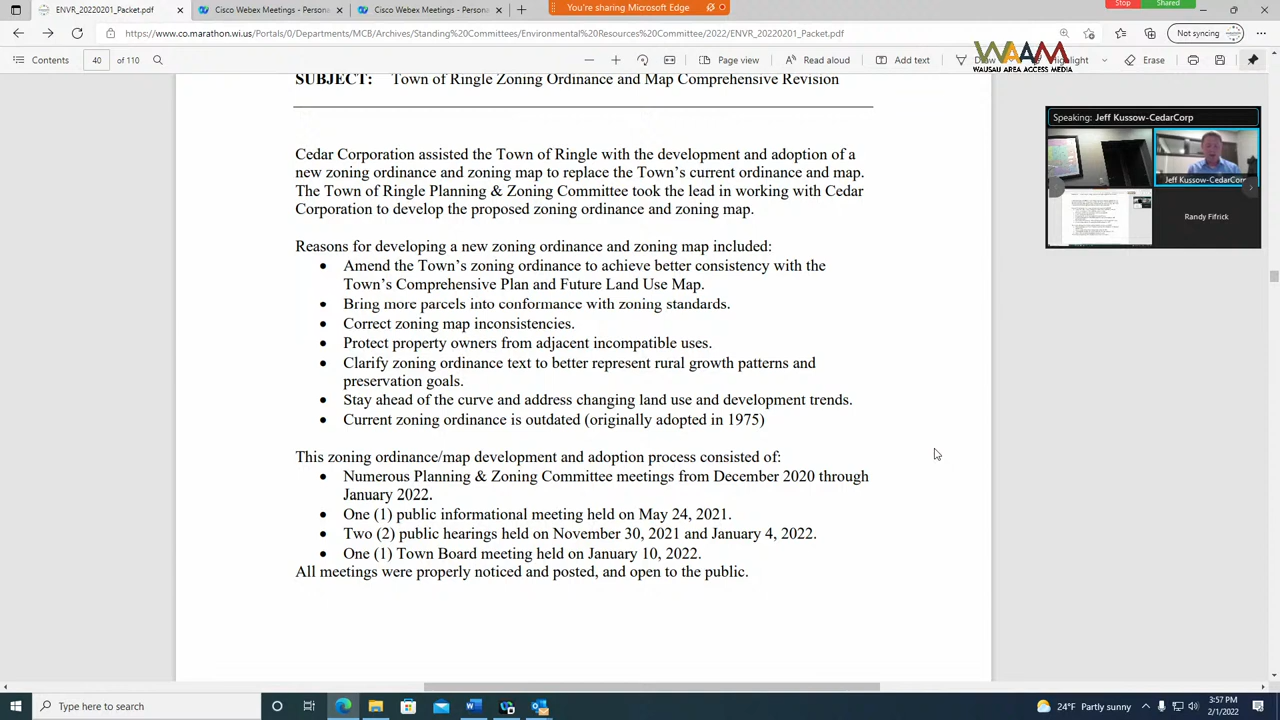 ENVR_20220201_Packet.pdf
Cisco Webex Meetings - Persona
Cisco Webex Meetings - Persona
You're sharing Microsoft Edge
Stop
Shared
https://www.co.marathon.wi.us/Portals/0/Departments/MCB/Archives/Standing%20Committees/Environmental%20Resources%20Committee/2022/ENVR_20220201_Packet.pdf
Not syncing
Contents
40
of 110
Page view
Read aloud
Add text
Draw
Highlight
Erase
WAAM
WAUSAU AREA ACCESS MEDIA
SUBJECT: Town of Ringle Zoning Ordinance and Map Comprehensive Revision
Speaking: Jeff Kussow-CedarCorp
Jeff Kussow-CedarCorp
Randy Fifrick
Cedar Corporation assisted the Town of Ringle with the development and adoption of a
new zoning ordinance and zoning map to replace the Town's current ordinance and map.
The Town of Ringle Planning & Zoning Committee took the lead in working with Cedar
Corporation to develop the proposed zoning ordinance and zoning map.
Reasons for developing a new zoning ordinance and zoning map included:
• Amend the Town's zoning ordinance to achieve better consistency with the
Town's Comprehensive Plan and Future Land Use Map.
• Bring more parcels into conformance with zoning standards.
• Correct zoning map inconsistencies.
• Protect property owners from adjacent incompatible uses.
• Clarify zoning ordinance text to better represent rural growth patterns and
preservation goals.
• Stay ahead of the curve and address changing land use and development trends.
• Current zoning ordinance is outdated (originally adopted in 1975)
This zoning ordinance/map development and adoption process consisted of:
• Numerous Planning & Zoning Committee meetings from December 2020 through
January 2022.
• One (1) public informational meeting held on May 24, 2021.
• Two (2) public hearings held on November 30, 2021 and January 4, 2022.
• One (1) Town Board meeting held on January 10, 2022.
All meetings were properly noticed and posted, and open to the public.
Type here to search
24°F Partly sunny
3:57 PM
2/1/2022